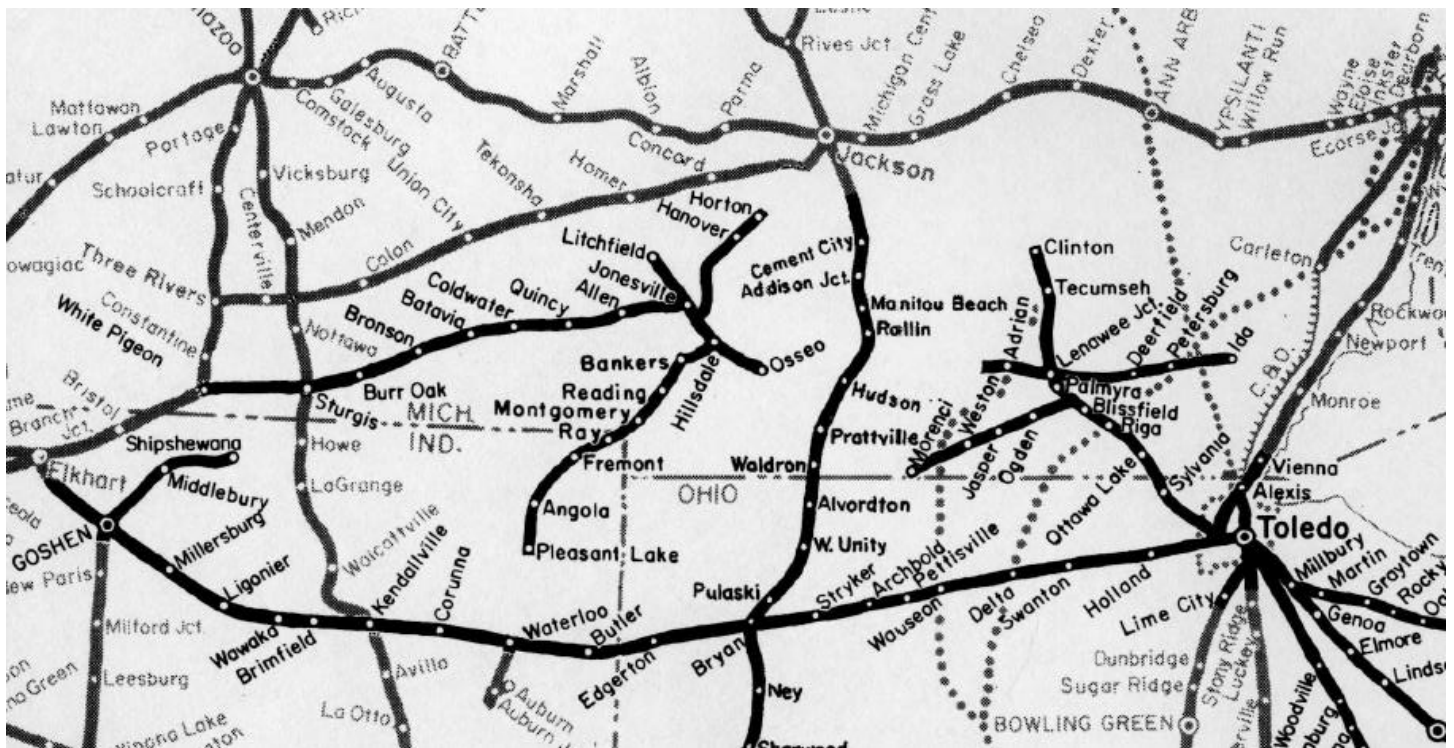 Rives Jct.
Michigan Cent
Grass Lake
Chelsea
Dexter
ANN ARB
YPSILANTI
Willow Run
Wayne
Eloise
Inkster
Dearborn
Ecorse Jct.
Mattawan
Lawton
Portage
Comstock
Galesburg
Augusta
BATT
Marshall
Albion
Parma
Concord
Jackson
Schoolcraft
Vicksburg
Centerville
Mendon
Union City
Tekonsha
Homer
Colon
Horton
Hanover
Litchfield
Jonesville
Cement City
Addison Jct.
Clinton
Carleton
Three Rivers
Constantine
White Pigeon
Nottawa
Bronson
Batavia
Coldwater
Quincy
Allen
Manitou Beach
Rollin
Tecumseh
Adrian
Lenawee Jct.
Deerfield
Petersburg
Ida
C.&O.
Newport
Bankers
Osseo
Hillsdale
Reading
Montgomery
Ray
Burr Oak
Sturgis
MICH.
IND.
Bristol
Branch
Jct.
Hudson
Palmyra
Blissfield
Riga
Monroe
Shipshewana
Howe
Prattville
Morenci
Weston
Jasper
Ogden
Ottawa Lake
Sylvania
Elkhart
Middlebury
Fremont
Waldron
OHIO
Vienna
Alexis
Toledo
GOSHEN
LaGrange
Angola
Alvordton
Millersburg
Pleasant Lake
W. Unity
Ligonier
Kendallville
Corunna
Waterloo
Butler
Pulaski
Stryker
Archbold
Pettisville
Wauseon
Delta
Swanton
Holland
Lime City
Millbury
Martin
Graytown
Rocky
Genoa
Elmore
Milford Jct.
Wawaka
Brimfield
Edgerton
Bryan
Leesburg
Avilla
Auburn
Ney
Dunbridge
Sugar Ridge
Stony Ridge
Luckey
Woodville
La Otto
BOWLING GREEN
Sherwood